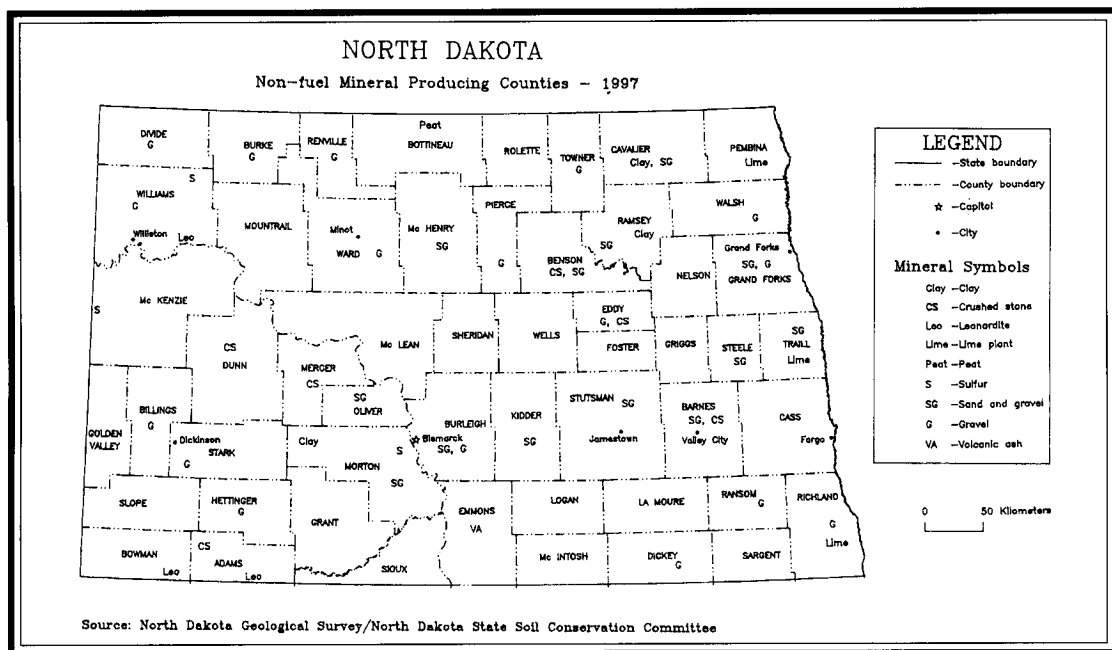 NORTH DAKOTA
Non-fuel Mineral Producing Counties - 1997
DIVIDE
G
BURKE
G
RENVILLE
G
Peat
BOTTINEAU
ROLETTE
TOWNER
G
CAVALIER
Clay, SG
PEMBINA
Lime
S
WILLIAMS
G
Williston
Leo
MOUNTRAIL
Minot
WARD G
Mc HENRY
SG
PIERCE
G
BENSON
CS, SG
RAMSEY
Clay
SG
WALSH
G
NELSON
Grand Forks
SG, G
GRAND FORKS
Mc KENZIE
S
CS
DUNN
Mc LEAN
MERCER
CS
SG
OLIVER
SHERIDAN
WELLS
EDDY
G, CS
FOSTER
GRIGGS
STEELE
SG
SG
TRAILL
Lime
GOLDEN
VALLEY
BILLINGS
G
Dickinson
STARK
G
Clay
S
MORTON
SG
BURLEIGH
Bismarck
SG, G
KIDDER
SG
STUTSMAN SG
Jamestown
BARNES
SG, CS
Valley City
CASS
Fargo
SLOPE
HETTINGER
G
GRANT
EMMONS
VA
LOGAN
LA MOURE
RANSOM
G
RICHLAND
G
Lime
BOWMAN
Leo
CS
ADAMS
Leo
SIOUX
Mc INTOSH
DICKEY
G
SARGENT
LEGEND
-State boundary
-County boundary
-Capitol
-City
Mineral Symbols
Clay -Clay
CS -Crushed stone
Leo -Leonardite
Lime -Lime plant
Peat -Peat
S -Sulfur
SG -Sand and gravel
G -Gravel
VA -Volcanic ash
0 50 Kilometers
Source: North Dakota Geological Survey/North Dakota State Soil Conservation Committee